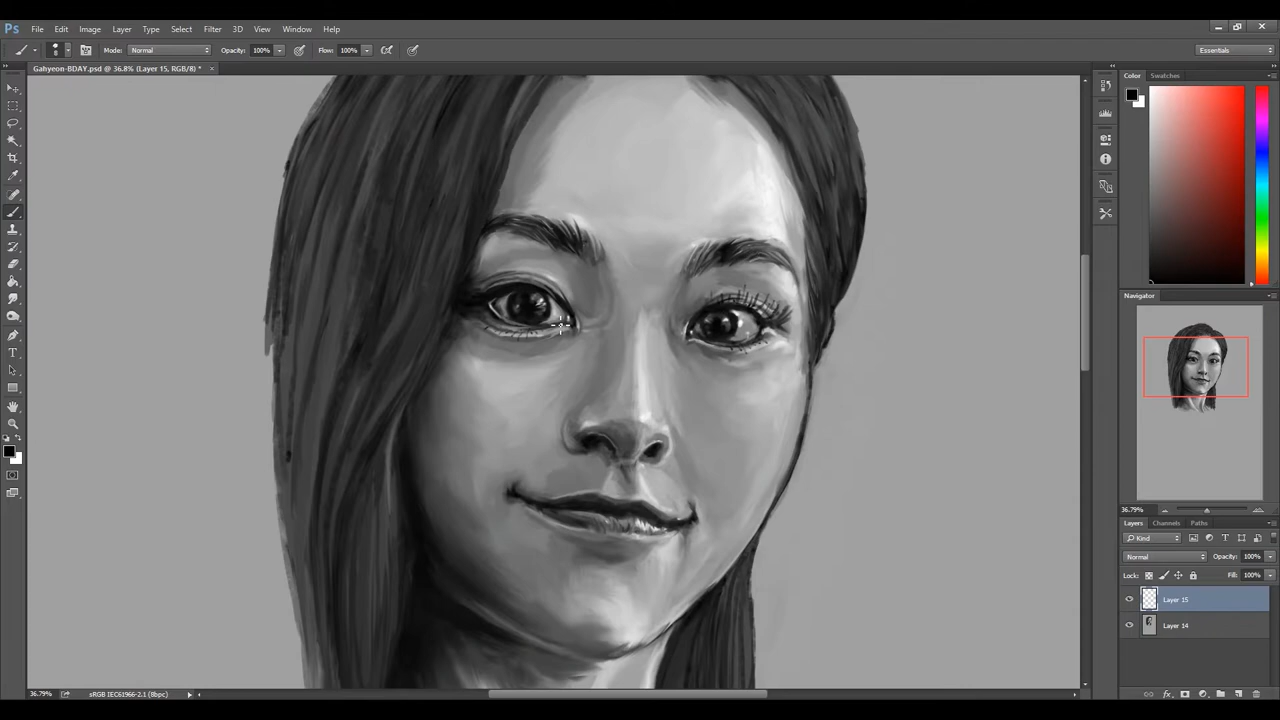 Ps File Edit Image Layer Type Select Filter 3D View Window Help
Mode: Normal Opacity: 100% Flow: 100% Essentials
Gahyeon-BDAY.psd @ 36.8% (Layer 15, RGB/8) *
Color Swatches
Navigator
36.79%
Layers Channels Paths
Kind
Normal Opacity: 100%
Lock: Fill: 100%
Layer 15
Layer 14
36.79% sRGB IEC61966-2.1 (8bpc)